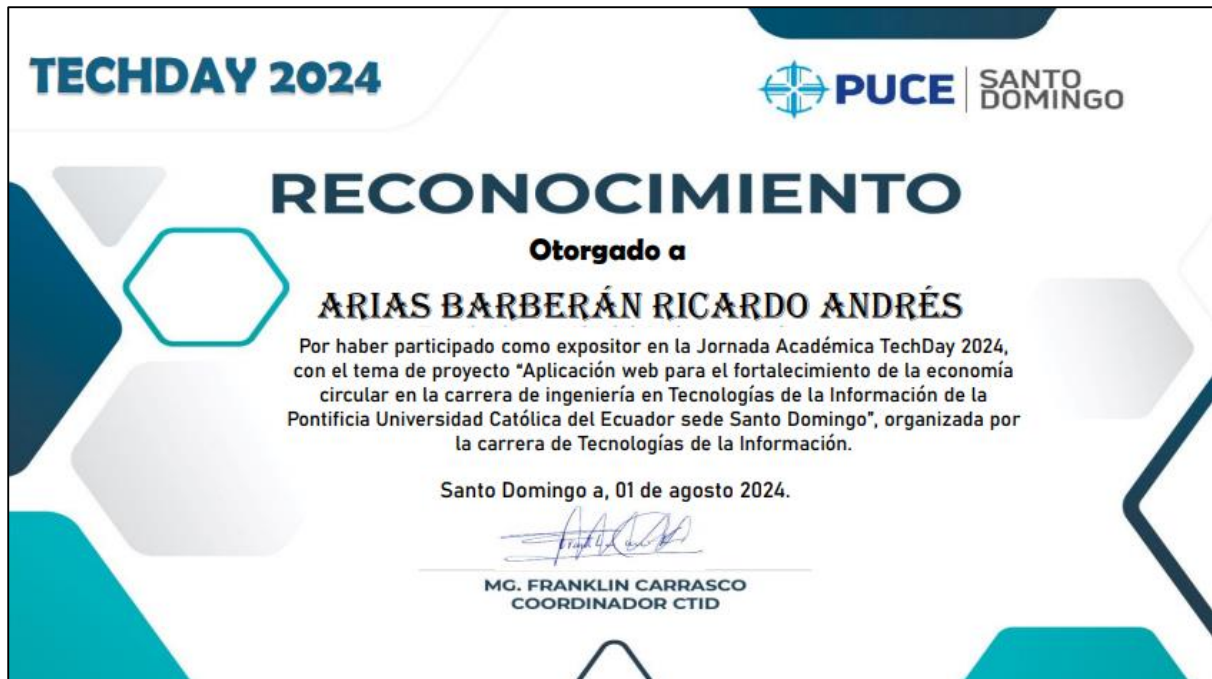 TECHDAY 2024
PUCE SANTO DOMINGO
RECONOCIMIENTO
Otorgado a
ARIAS BARBERÁN RICARDO ANDRÉS
Por haber participado como expositor en la Jornada Académica TechDay 2024,
con el tema de proyecto “Aplicación web para el fortalecimiento de la economía
circular en la carrera de ingeniería en Tecnologías de la Información de la
Pontificia Universidad Católica del Ecuador sede Santo Domingo”, organizada por
la carrera de Tecnologías de la Información.
Santo Domingo a, 01 de agosto 2024.
MG. FRANKLIN CARRASCO
COORDINADOR CTID